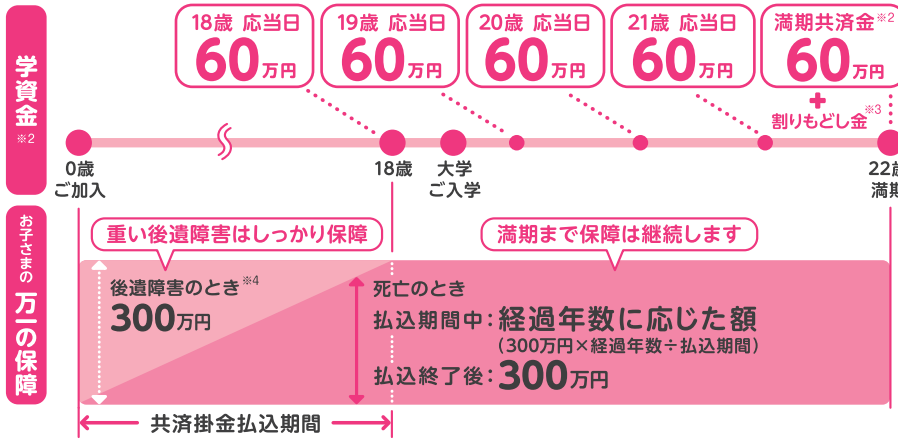 学資金
※2
18歳 応当日
60万円
19歳 応当日
60万円
20歳 応当日
60万円
21歳 応当日
60万円
満期共済金※2
60万円
+
割りもどし金※3
0歳
ご加入
18歳
大学
ご入学
22歳
満期
お子さまの
万一の保障
重い後遺障害はしっかり保障
満期まで保障は継続します
後遺障害のとき※4
300万円
死亡のとき
払込期間中:経過年数に応じた額
(300万円×経過年数÷払込期間)
払込終了後:300万円
共済掛金払込期間